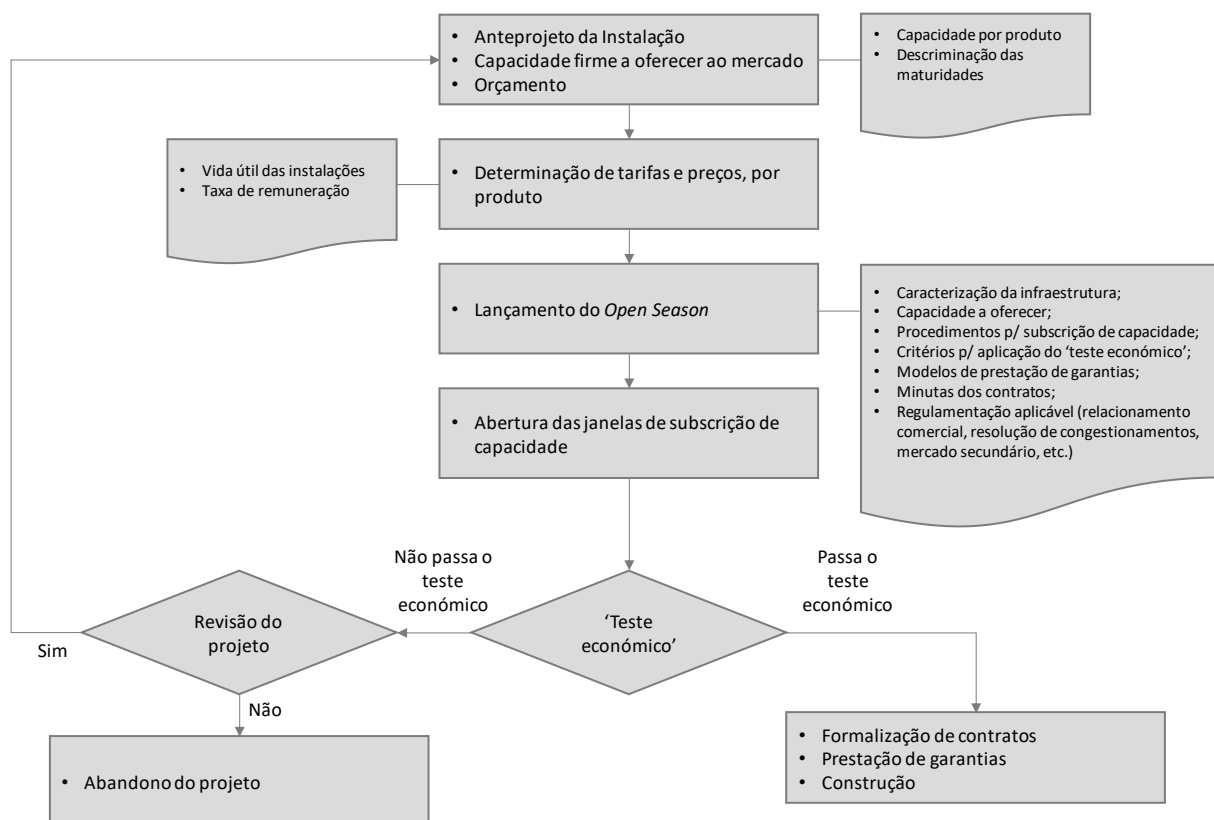 • Anteprojeto da Instalação
• Capacidade firme a oferecer ao mercado
• Orçamento
• Capacidade por produto
• Descriminação das
maturidades
• Vida útil das instalações
• Taxa de remuneração
• Determinação de tarifas e preços, por
produto
• Lançamento do Open Season
• Caracterização da infraestrutura;
• Capacidade a oferecer;
• Procedimentos p/ subscrição de capacidade;
• Critérios p/ aplicação do ‘teste económico’;
• Modelos de prestação de garantias;
• Minutas dos contratos;
• Regulamentação aplicável (relacionamento
comercial, resolução de congestionamentos,
mercado secundário, etc.)
• Abertura das janelas de subscrição de
capacidade
Não passa o
teste
económico
Passa o
teste
económico
‘Teste
económico’
Revisão do
projeto
Sim
Não
• Abandono do projeto
• Formalização de contratos
• Prestação de garantias
• Construção